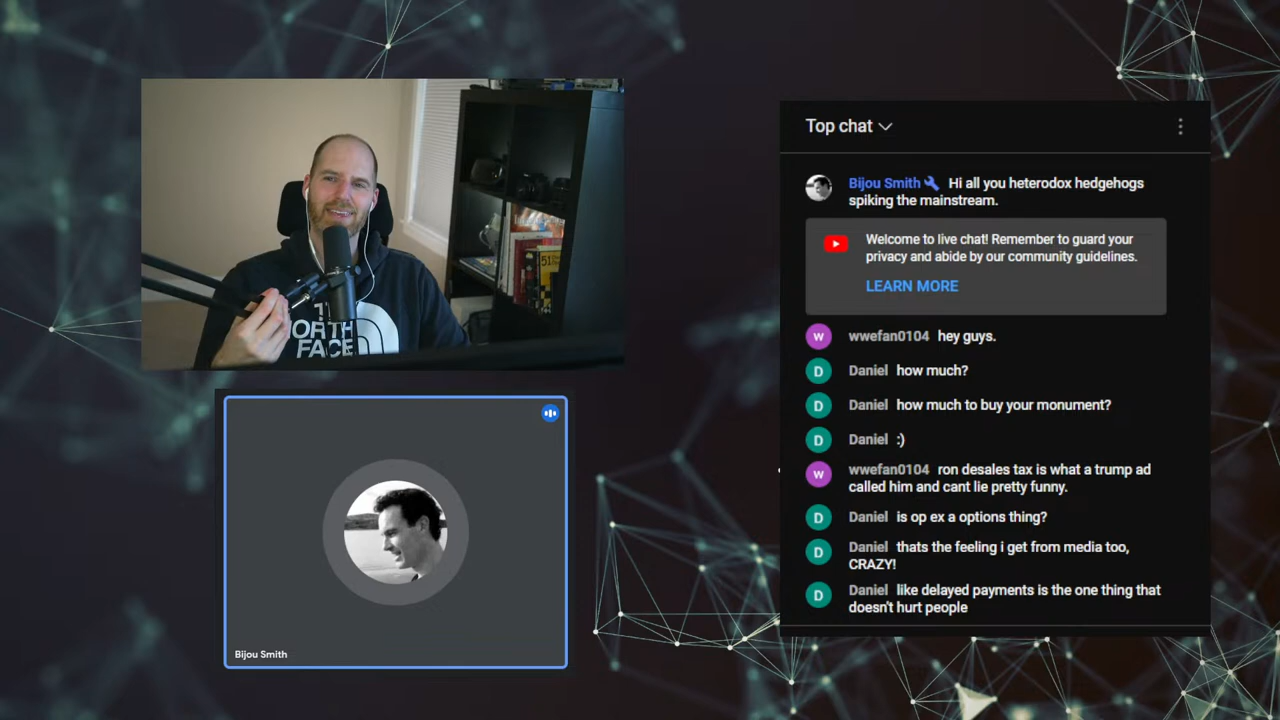 Top chat
Bijou Smith Hi all you heterodox hedgehogs
spiking the mainstream.
Welcome to live chat! Remember to guard your
privacy and abide by our community guidelines.
LEARN MORE
W wwefan0104 hey guys.
D Daniel how much?
D Daniel how much to buy your monument?
D Daniel :)
W wwefan0104 ron desales tax is what a trump ad
called him and cant lie pretty funny.
D Daniel is op ex a options thing?
D Daniel thats the feeling i get from media too,
CRAZY!
D Daniel like delayed payments is the one thing that
doesn't hurt people
NORTH
FACE
51
Bijou Smith